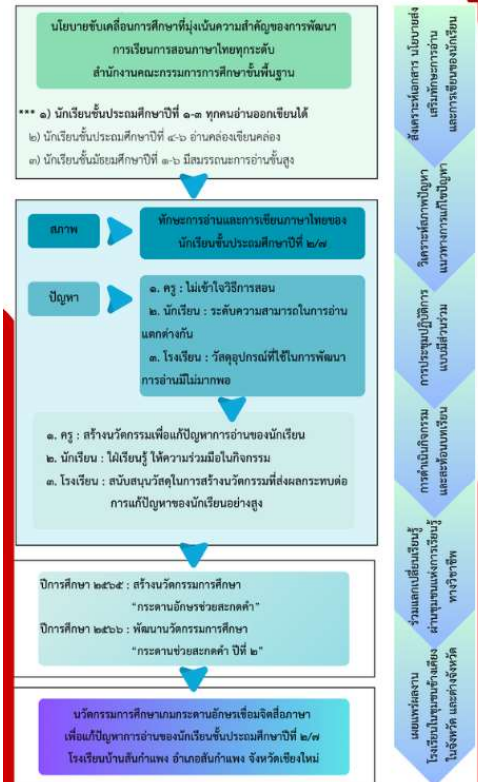 นโยบายขับเคลื่อนการศึกษาที่มุ่งเน้นความสำคัญของการพัฒนา
การเรียนการสอนภาษาไทยทุกระดับ
สำนักงานคณะกรรมการการศึกษาขั้นพื้นฐาน
*** ๑) นักเรียนชั้นประถมศึกษาปีที่ ๑-๓ ทุกคนอ่านออกเขียนได้
๒) นักเรียนชั้นประถมศึกษาปีที่ ๔-๖ อ่านคล่องเขียนคล่อง
๓) นักเรียนชั้นมัธยมศึกษาปีที่ ๑-๖ มีสมรรถนะการอ่านขั้นสูง
สภาพ
ทักษะการอ่านและการเขียนภาษาไทยของ
นักเรียนชั้นประถมศึกษาปีที่ ๒/๗
ปัญหา
๑. ครู : ไม่เข้าใจวิธีการสอน
๒. นักเรียน : ระดับความสามารถในการอ่าน
แตกต่างกัน
๓. โรงเรียน : วัสดุอุปกรณ์ที่ใช้ในการพัฒนา
การอ่านมีไม่มากพอ
๑. ครู : สร้างนวัตกรรมเพื่อแก้ปัญหาการอ่านของนักเรียน
๒. นักเรียน : ใฝ่เรียนรู้ ให้ความร่วมมือในกิจกรรม
๓. โรงเรียน : สนับสนุนวัสดุในการสร้างนวัตกรรมที่ส่งผลกระทบต่อ
การแก้ปัญหาของนักเรียนอย่างสูง
ปีการศึกษา ๒๕๖๕ : สร้างนวัตกรรมการศึกษา
"กระดานอักษรช่วยสะกดคำ"
ปีการศึกษา ๒๕๖๖ : พัฒนานวัตกรรมการศึกษา
"กระดานช่วยสะกดคำ ปีที่ ๒"
นวัตกรรมการศึกษาเกมกระดานอักษรเชื่อมจิตสื่อภาษา
เพื่อแก้ปัญหาการอ่านของนักเรียนชั้นประถมศึกษาปีที่ ๒/๗
โรงเรียนบ้านสันกำแพง อำเภอสันกำแพง จังหวัดเชียงใหม่
สังเคราะห์เอกสาร นโยบายส่ง
เสริมทักษะการอ่าน
และการเขียนของนักเรียน
วิเคราะห์สภาพปัญหา
แนวทางการแก้ไขปัญหา
การประชุมปฏิบัติการ
แบบมีส่วนร่วม
การดำเนินกิจกรรม
และสะท้อนบทเรียน
ร่วมแลกเปลี่ยนเรียนรู้
ผ่านชุมชนแห่งการเรียนรู้
ทางวิชาชีพ
เผยแพร่ผลงาน
โรงเรียนในชุมชนข้างเคียง
ในจังหวัด และต่างจังหวัด